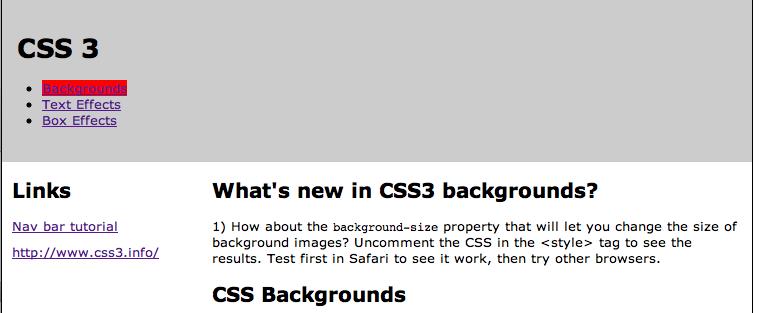 CSS 3
Backgrounds
Text Effects
Box Effects
Links
Nav bar tutorial
http://www.css3.info/
What's new in CSS3 backgrounds?
1) How about the background-size property that will let you change the size of
background images? Uncomment the CSS in the <style> tag to see the
results. Test first in Safari to see it work, then try other browsers.
CSS Backgrounds